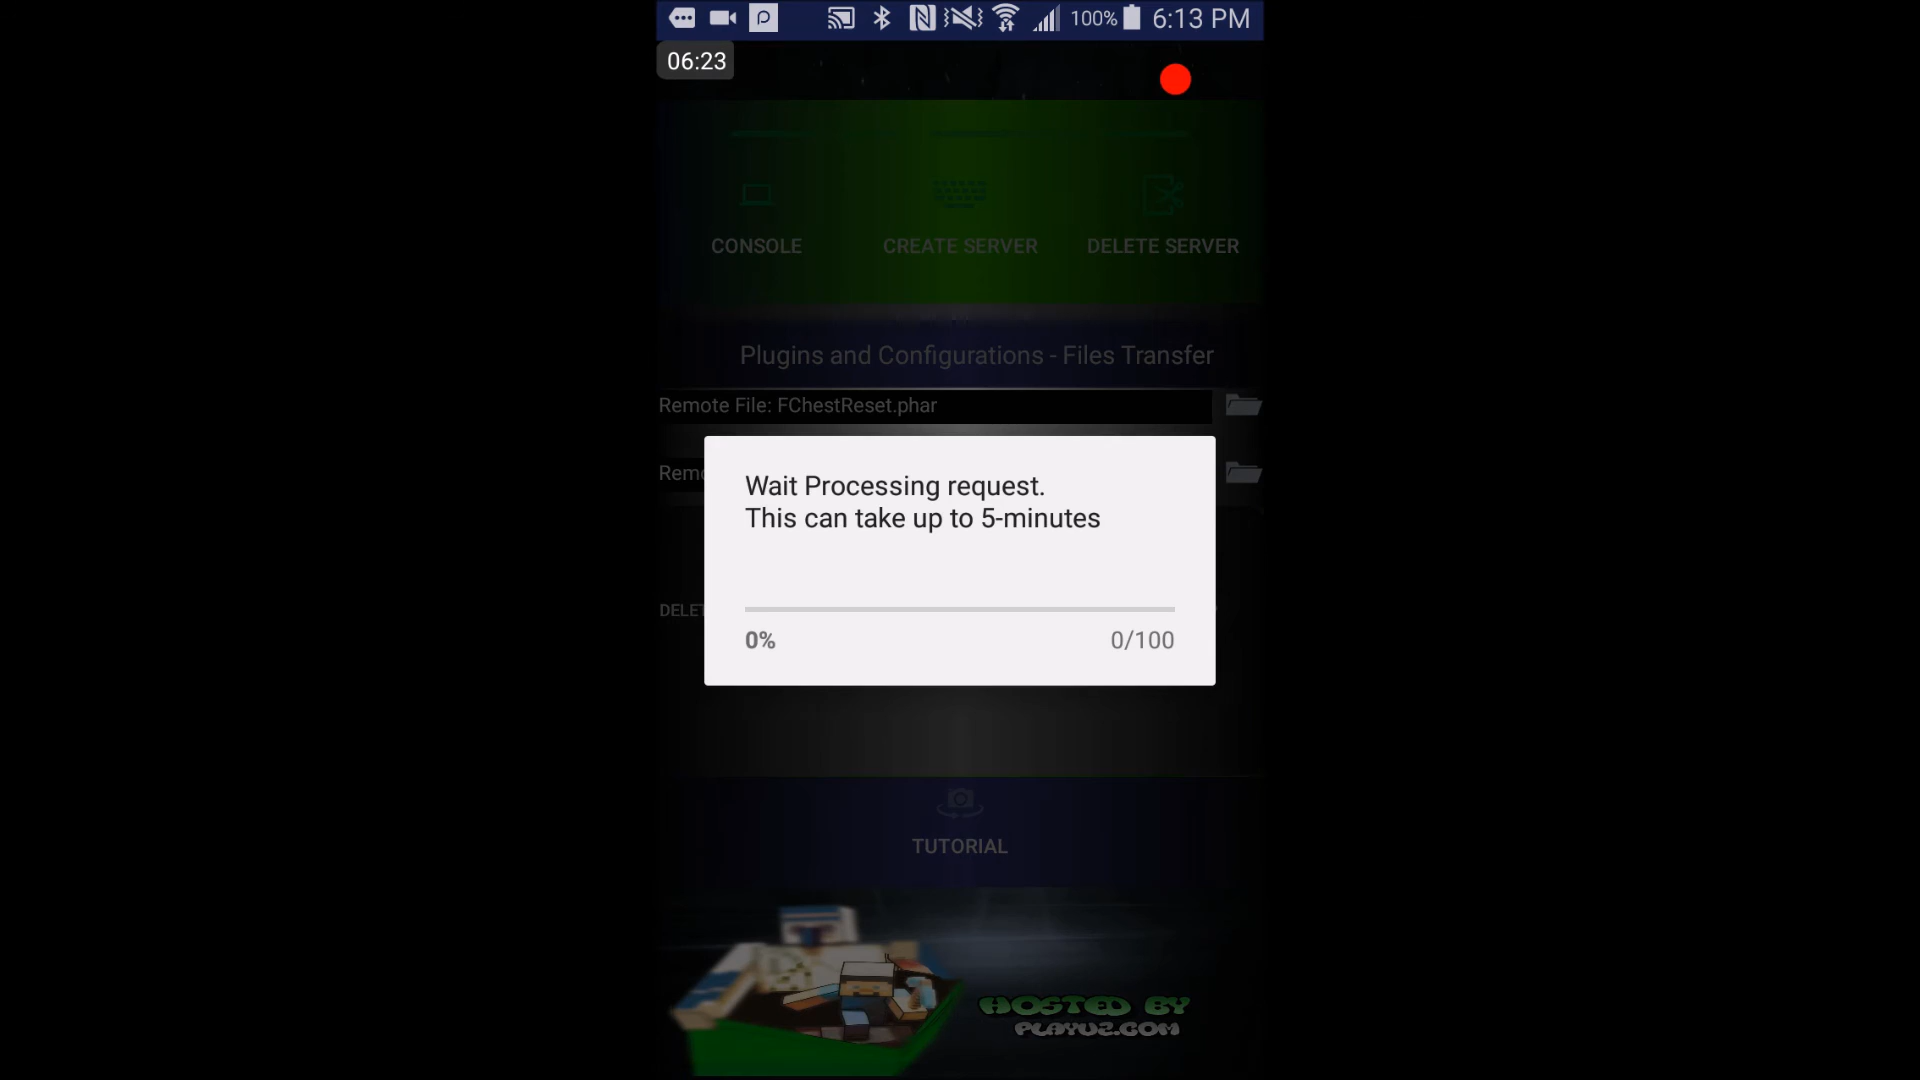 100% 6:13 PM
06:23
CONSOLE
CREATE SERVER
DELETE SERVER
Plugins and Configurations - Files Transfer
Remote File: FChestReset.phar
Remo
Wait Processing request.
This can take up to 5-minutes
DELET
0%
0/100
TUTORIAL
HOSTED BY
PLAYUZ.COM